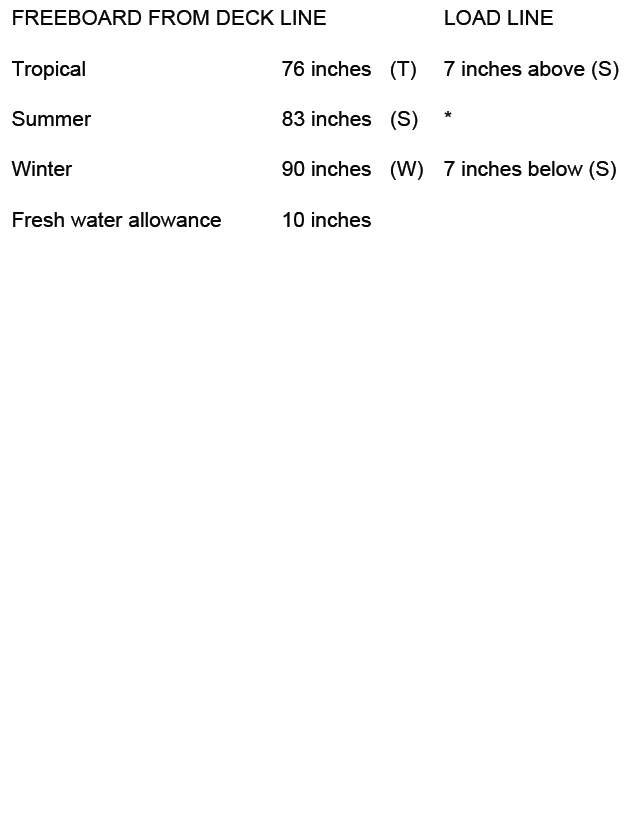 FREEBOARD FROM DECK LINE LOAD LINE
Tropical 76 inches (T) 7 inches above (S)
Summer 83 inches (S) *
Winter 90 inches (W) 7 inches below (S)
Fresh water allowance 10 inches